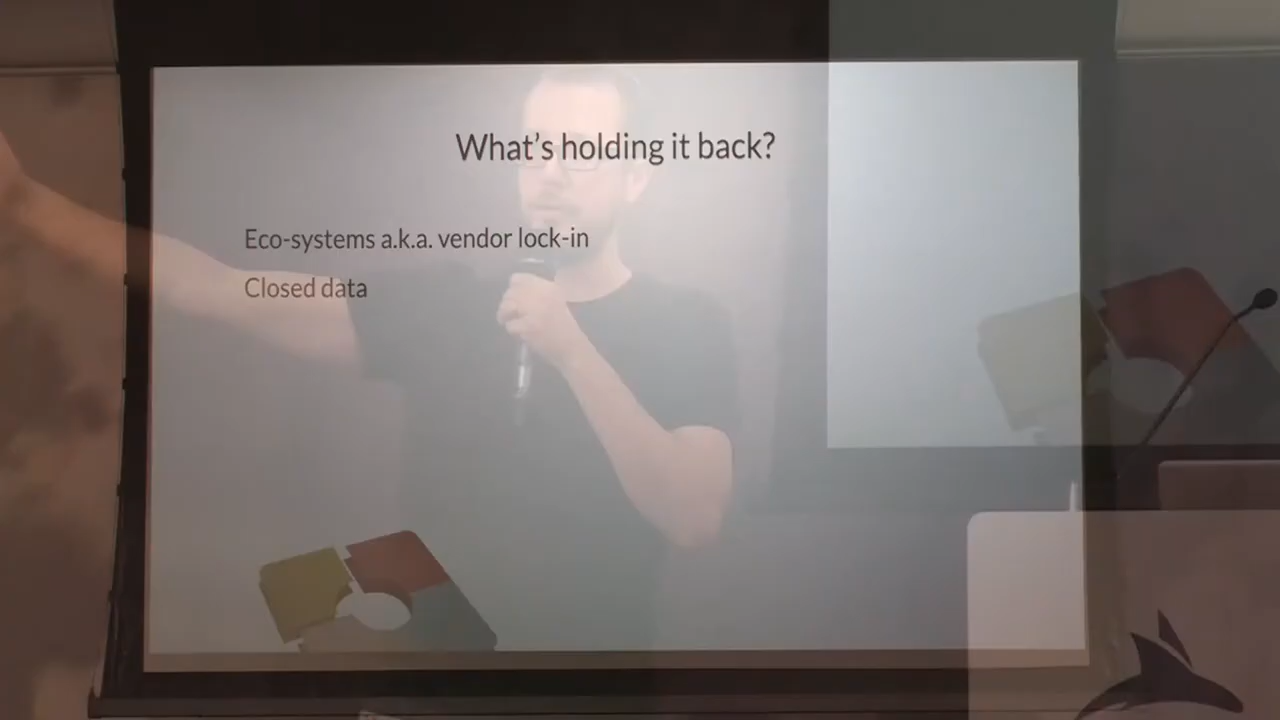 What's holding it back?
Eco-systems a.k.a. vendor lock-in
Closed data